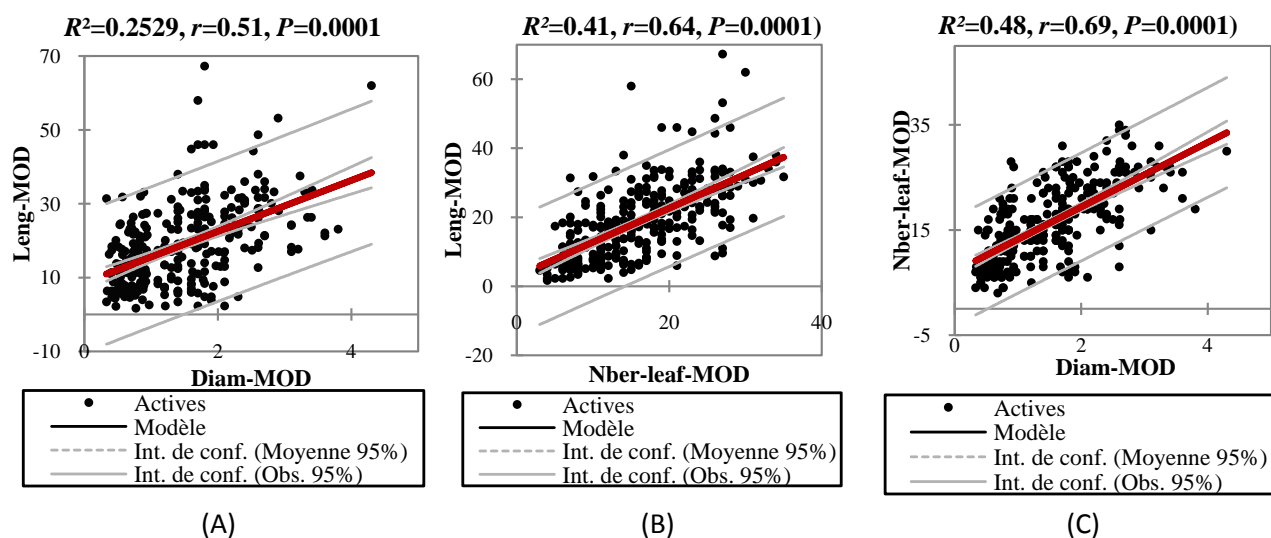 R²=0.2529, r=0.51, P=0.0001
70
50
30
10
-10
0
2
4
Leng-MOD
Diam-MOD
Actives
Modèle
Int. de conf. (Moyenne 95%)
Int. de conf. (Obs. 95%)
(A)
R²=0.41, r=0.64, P=0.0001)
60
40
20
0
-20
0
20
40
Leng-MOD
Nber-leaf-MOD
Actives
Modèle
Int. de conf. (Moyenne 95%)
Int. de conf. (Obs. 95%)
(B)
R²=0.48, r=0.69, P=0.0001)
35
15
-5
0
2
4
Nber-leaf-MOD
Diam-MOD
Actives
Modèle
Int. de conf. (Moyenne 95%)
Int. de conf. (Obs. 95%)
(C)